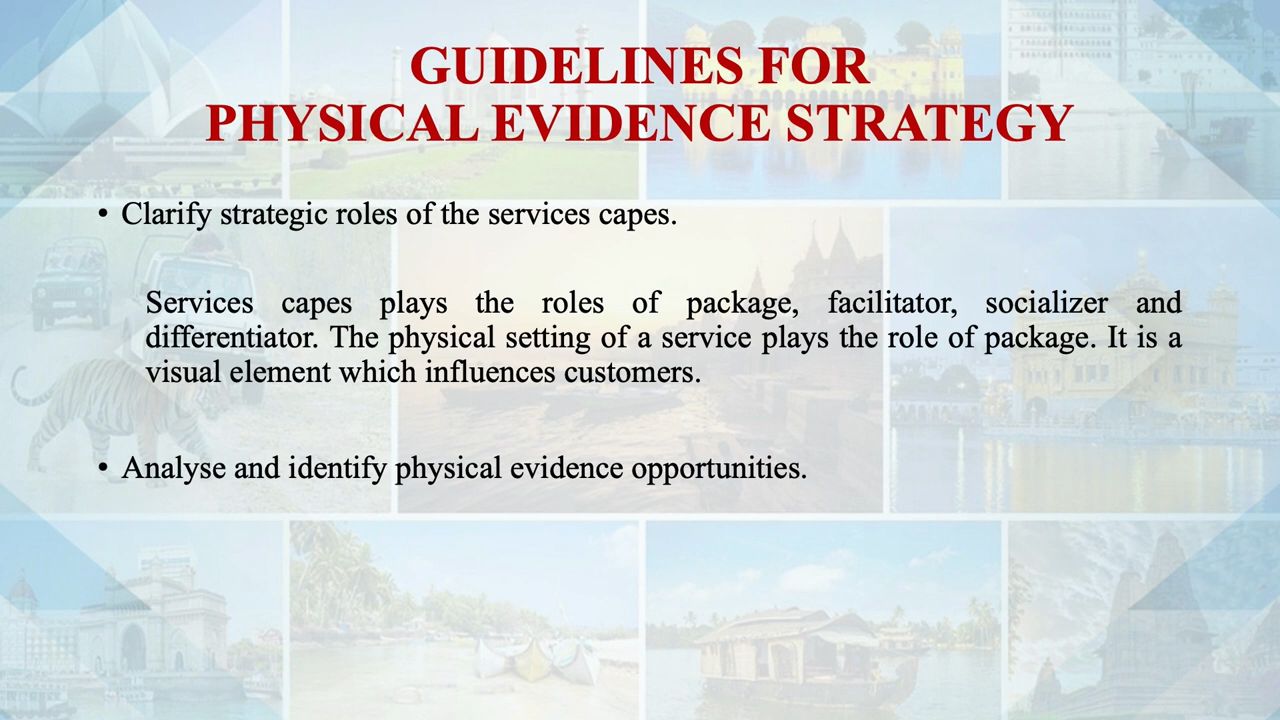 GUIDELINES FOR
PHYSICAL EVIDENCE STRATEGY
• Clarify strategic roles of the services capes.
Services capes plays the roles of package, facilitator, socializer and
differentiator. The physical setting of a service plays the role of package. It is a
visual element which influences customers.
• Analyse and identify physical evidence opportunities.